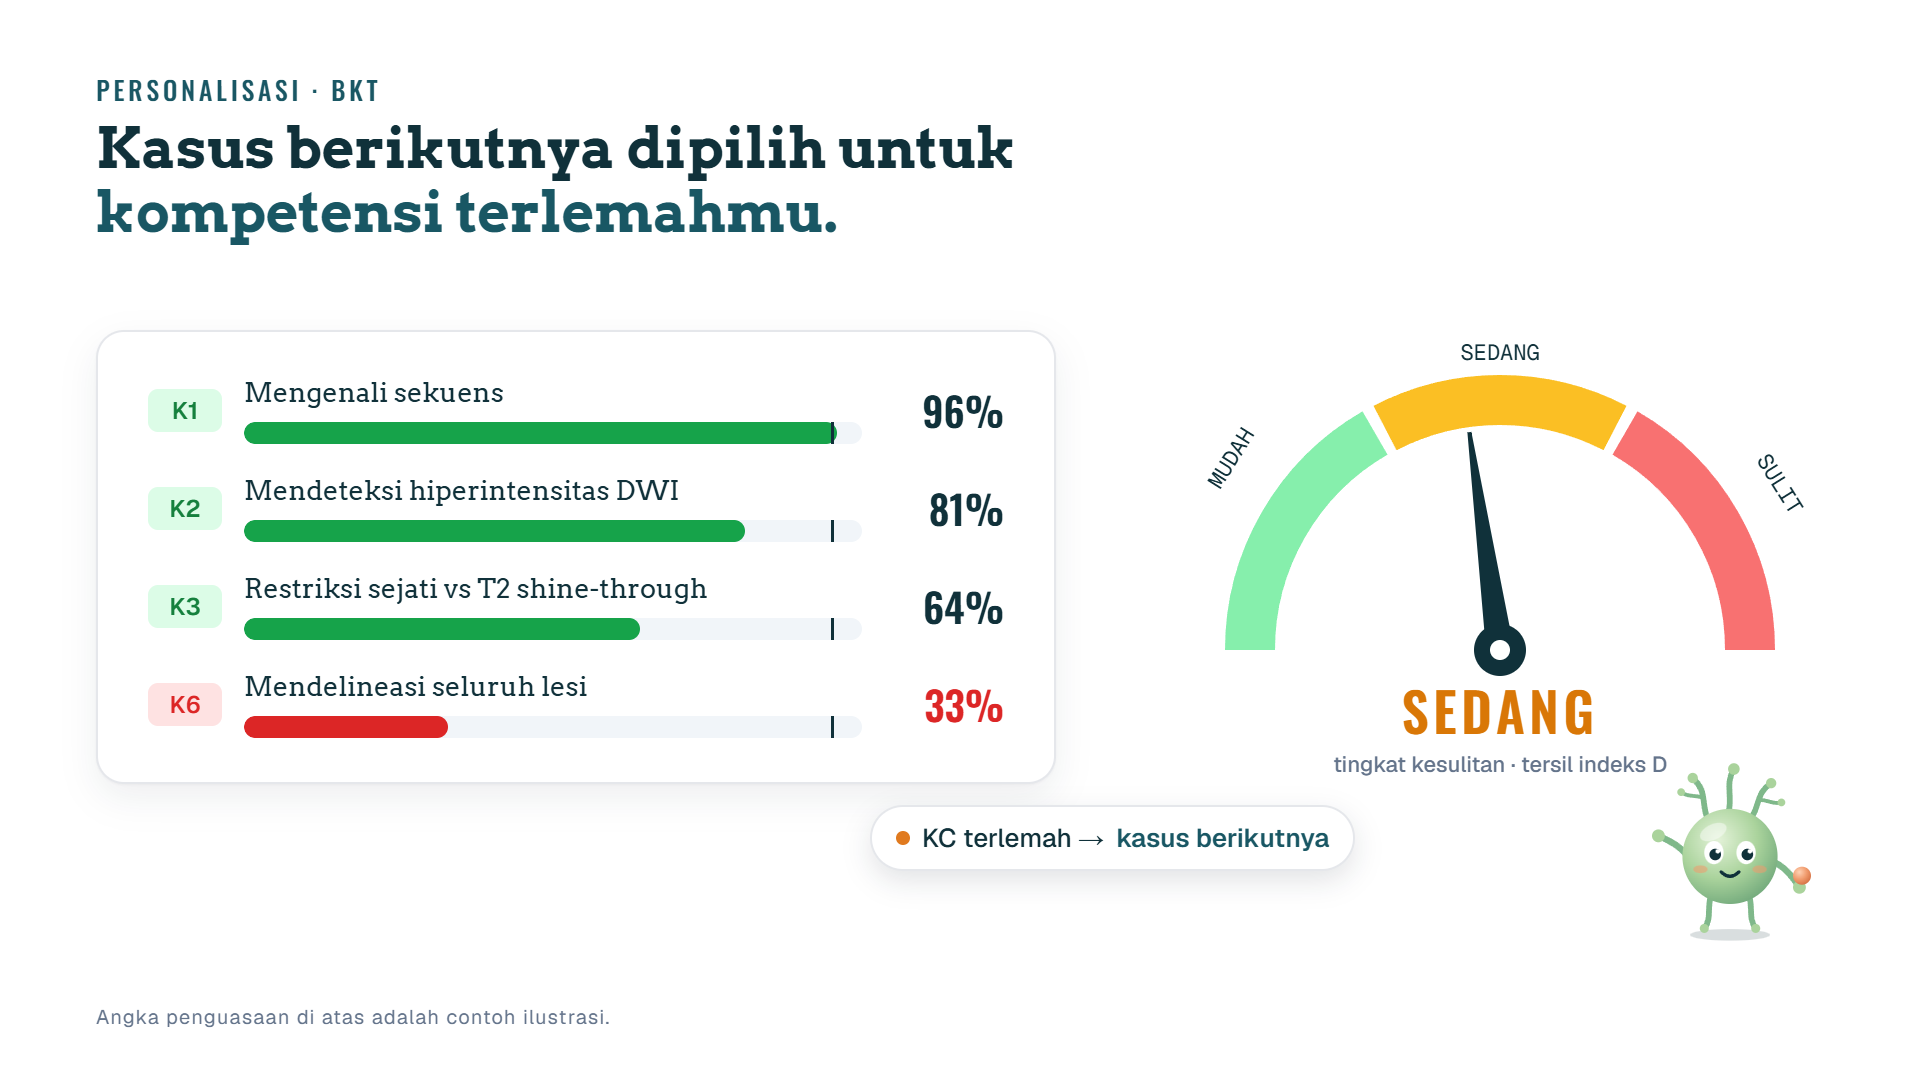 PERSONALISASI · BKT
Kasus berikutnya dipilih untuk
kompetensi terlemahmu.
K1 Mengenali sekuens 96%
K2 Mendeteksi hiperintensitas DWI 81%
K3 Restriksi sejati vs T2 shine-through 64%
K6 Mendelineasi seluruh lesi 33%
MUDAH
SEDANG
SULIT
SEDANG
tingkat kesulitan · tersil indeks D
KC terlemah → kasus berikutnya
Angka penguasaan di atas adalah contoh ilustrasi.